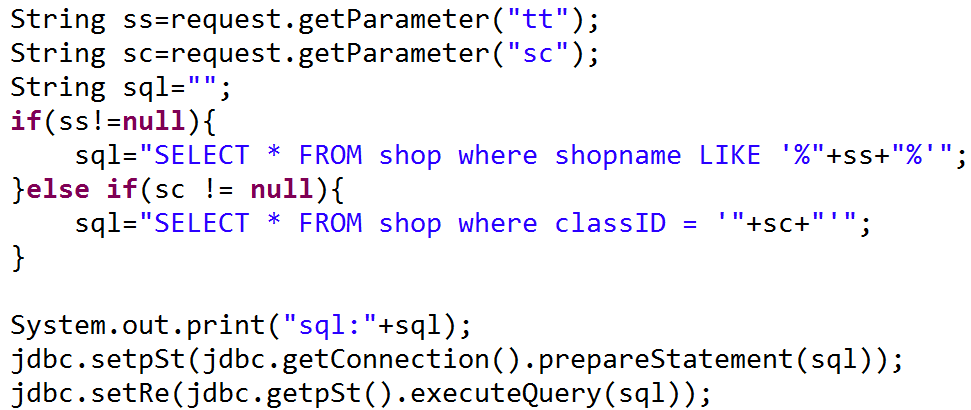 String ss=request.getParameter("tt");
String sc=request.getParameter("sc");
String sql="";
if(ss!=null){
    sql="SELECT * FROM shop where shopname LIKE '%"+ss+"%'";
}else if(sc != null){
    sql="SELECT * FROM shop where classID = '"+sc+"'";
}

System.out.print("sql:"+sql);
jdbc.setpSt(jdbc.getConnection().prepareStatement(sql));
jdbc.setRe(jdbc.getpSt().executeQuery(sql));